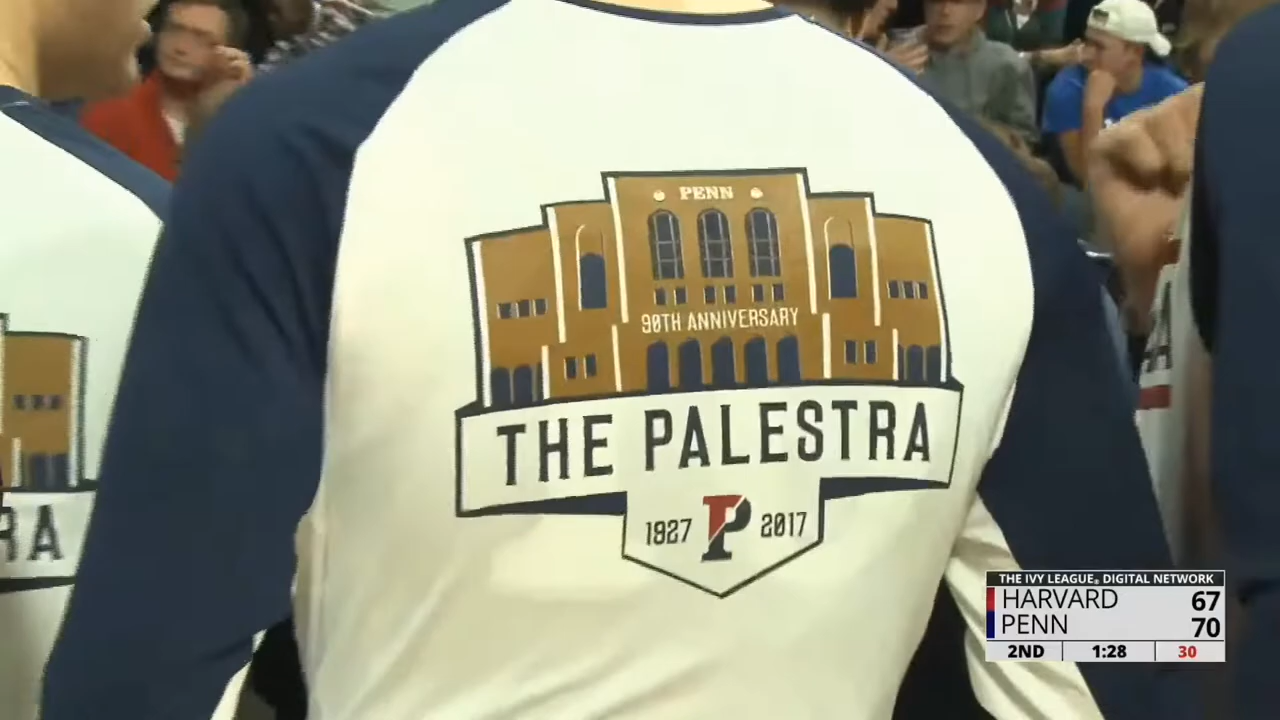 PENN
90TH ANNIVERSARY
THE PALESTRA
1927 P 2017
RA
THE IVY LEAGUE® DIGITAL NETWORK
HARVARD 67
PENN 70
2ND 1:28 30